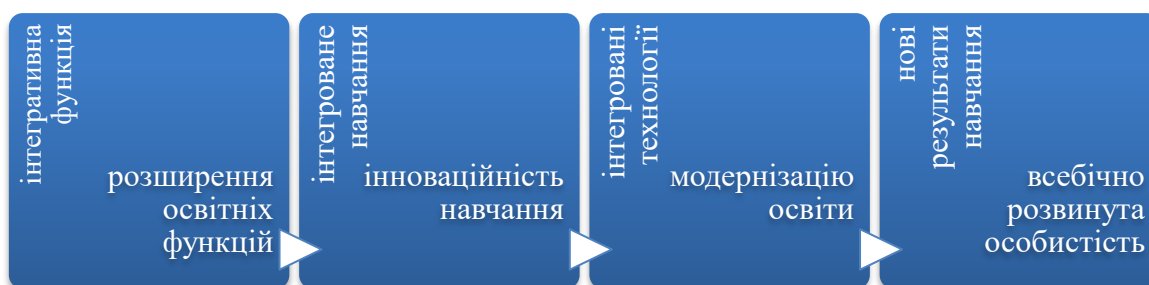 інтегративна
функція
розширення
освітніх
функцій
інтегроване
навчання
інноваційність
навчання
інтегровані
технології
модернізацію
освіти
нові
результати
навчання
всебічно
розвинута
особистість